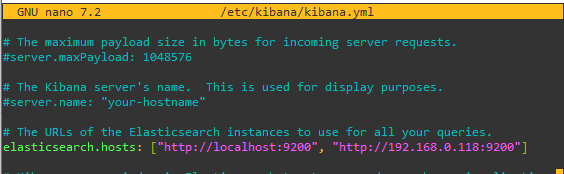 GNU nano 7.2 /etc/kibana/kibana.yml
# The maximum payload size in bytes for incoming server requests.
#server.maxPayload: 1048576
# The Kibana server's name.  This is used for display purposes.
#server.name: "your-hostname"
# The URLs of the Elasticsearch instances to use for all your queries.
elasticsearch.hosts: ["http://localhost:9200", "http://192.168.0.118:9200"]